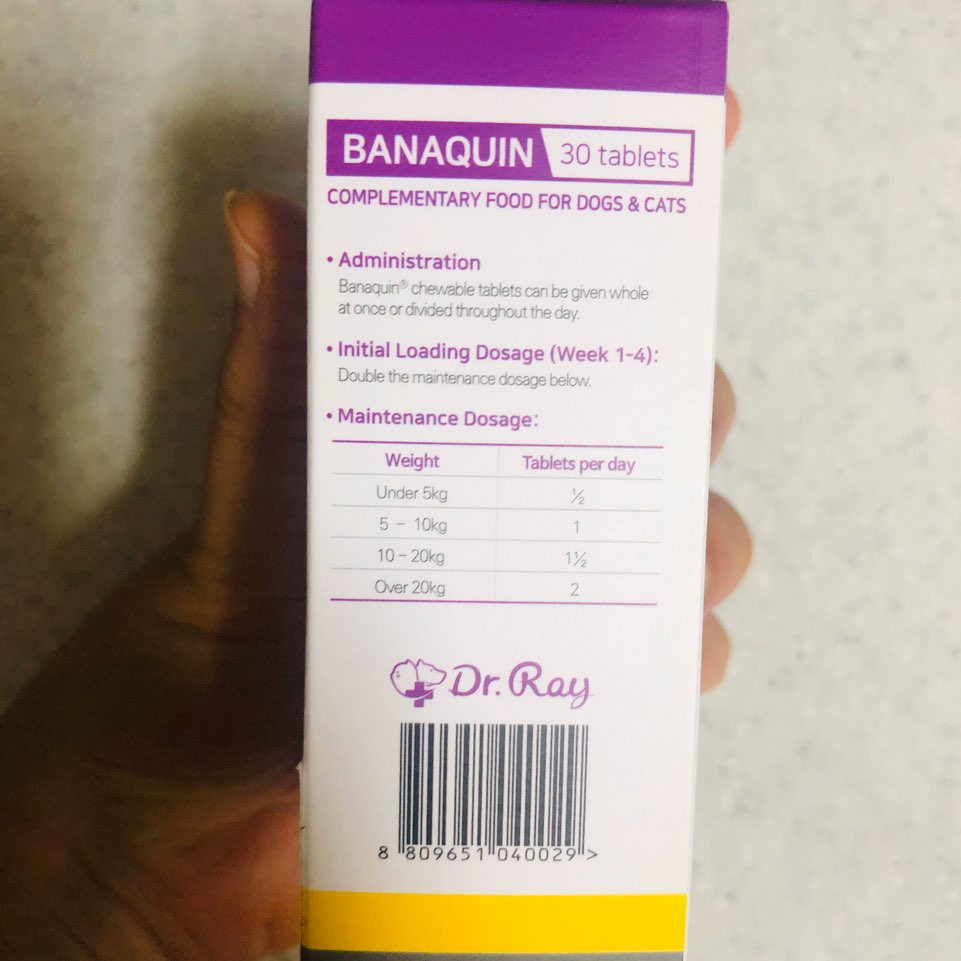 BANAQUIN 30 tablets
COMPLEMENTARY FOOD FOR DOGS & CATS
• Administration
Banaquin® chewable tablets can be given whole
at once or divided throughout the day.
• Initial Loading Dosage (Week 1-4):
Double the maintenance dosage below.
• Maintenance Dosage:
Weight Tablets per day
Under 5kg ½
5 - 10kg 1
10 - 20kg 1½
Over 20kg 2
Dr. Ray
8 809651 040029 >